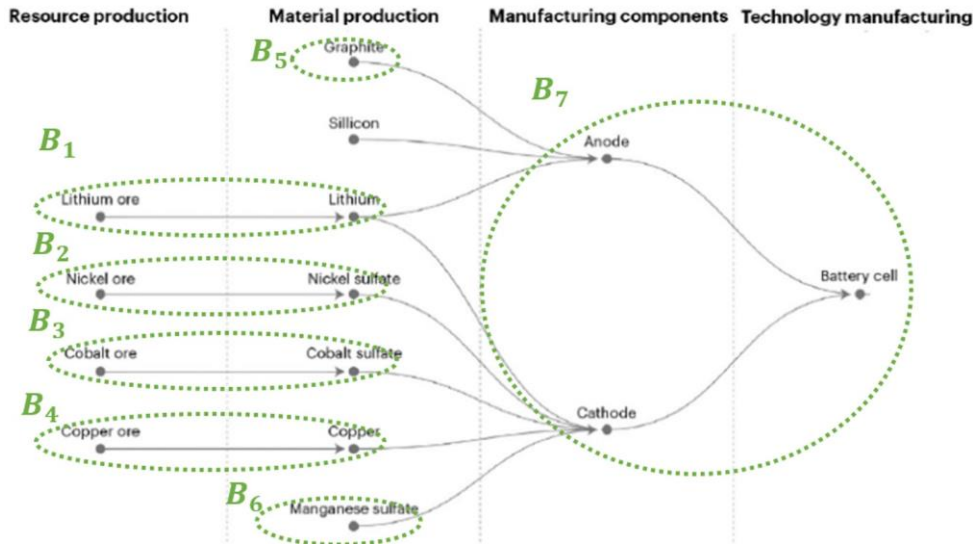 Resource production
Material production
Manufacturing components
Technology manufacturing
B5
Graphite
B7
Sillicon
Anode
B1
Lithium ore
Lithium
B2
Nickel ore
Nickel sulfate
Battery cell
B3
Cobalt ore
Cobalt sulfate
B4
Copper ore
Copper
Cathode
B6
Manganese sulfate